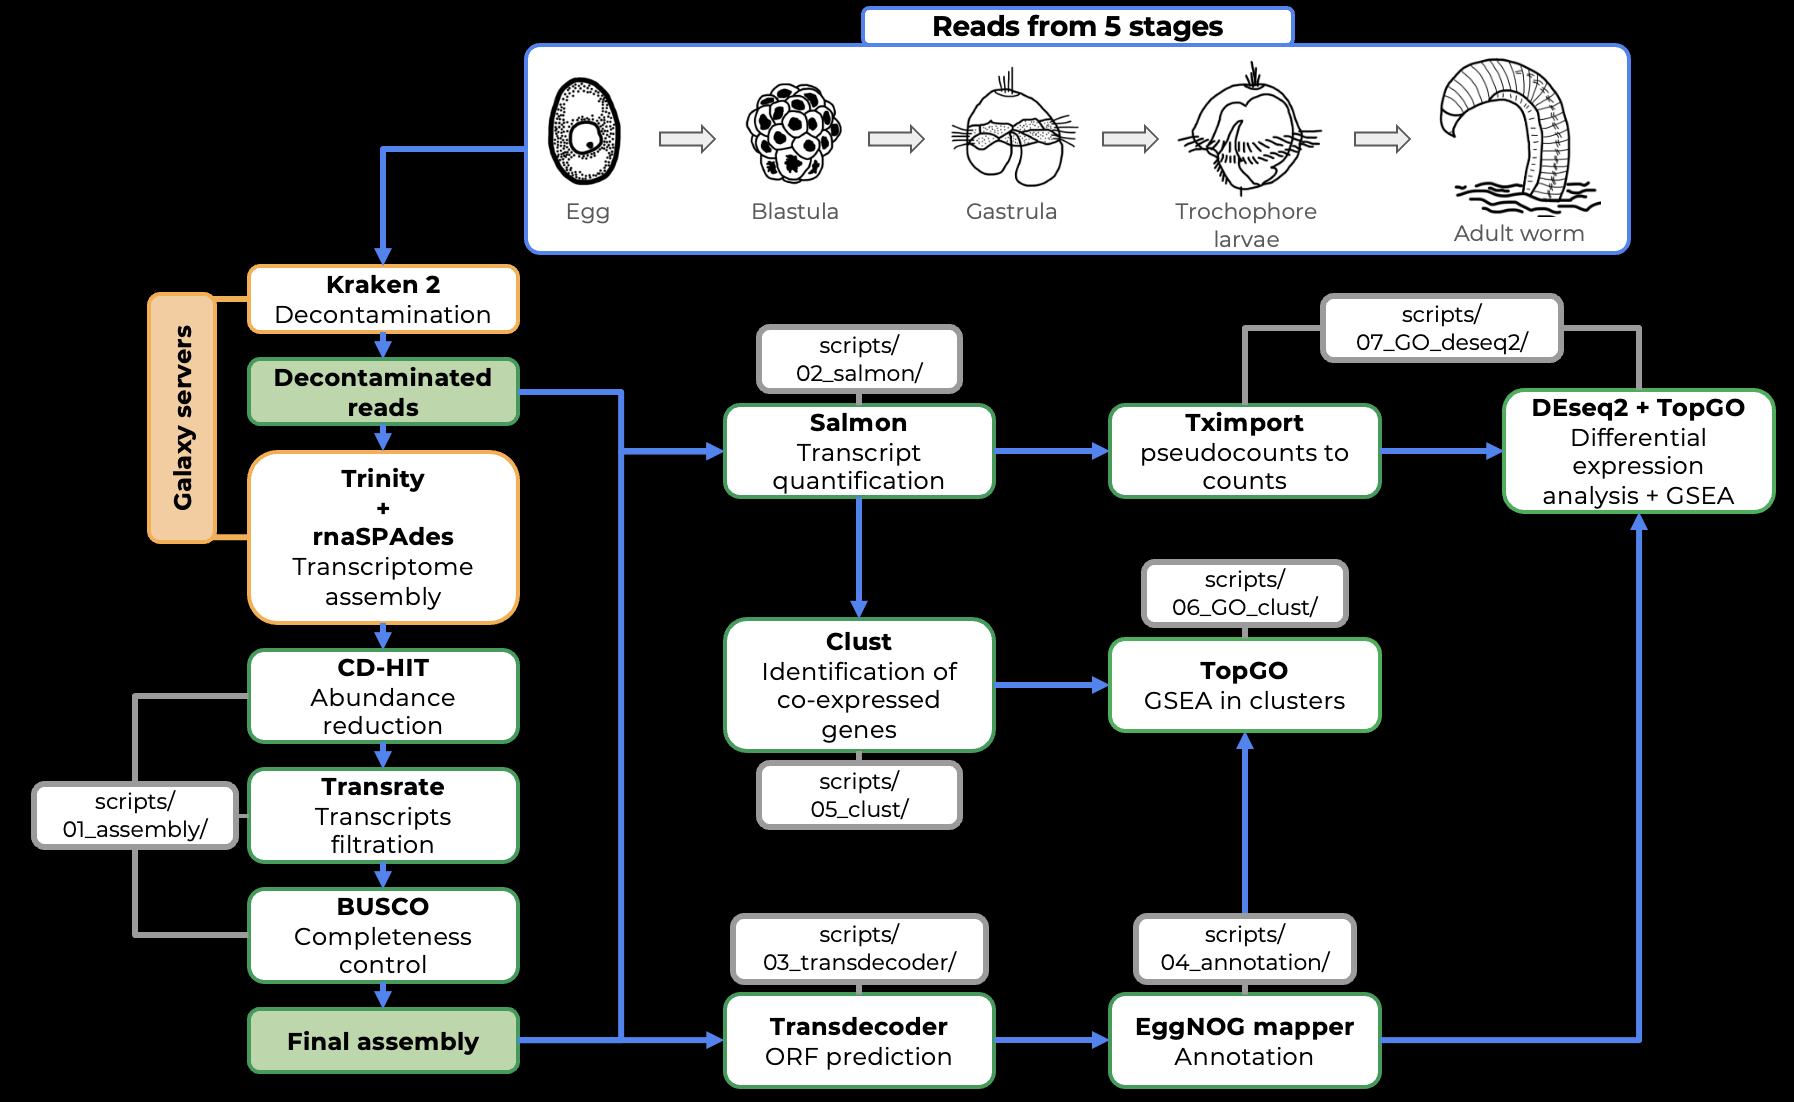 Reads from 5 stages
Egg
Blastula
Gastrula
Trochophore
larvae
Adult worm
Galaxy servers
Kraken 2
Decontamination
Decontaminated
reads
Trinity
+
rnaSPAdes
Transcriptome
assembly
CD-HIT
Abundance
reduction
scripts/
01_assembly/
Transrate
Transcripts
filtration
BUSCO
Completeness
control
Final assembly
scripts/
02_salmon/
Salmon
Transcript
quantification
Tximport
pseudocounts to
counts
scripts/
07_GO_deseq2/
DEseq2 + TopGO
Differential
expression
analysis + GSEA
Clust
Identification of
co-expressed
genes
scripts/
05_clust/
scripts/
06_GO_clust/
TopGO
GSEA in clusters
scripts/
03_transdecoder/
Transdecoder
ORF prediction
scripts/
04_annotation/
EggNOG mapper
Annotation